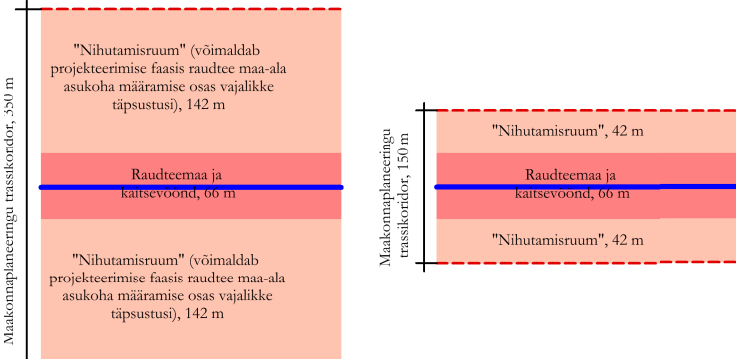 Maakonnaplaneeringu trassikoridor, 350 m
"Nihutamisruum" (võimaldab
projekteerimise faasis raudtee maa-ala
asukoha määramise osas vajalikke
täpsustusi), 142 m
Raudteemaa ja
kaitsevöönd, 66 m
"Nihutamisruum" (võimaldab
projekteerimise faasis raudtee maa-ala
asukoha määramise osas vajalikke
täpsustusi), 142 m
Maakonnaplaneeringu
trassikoridor, 150 m
"Nihutamisruum", 42 m
Raudteemaa ja
kaitsevöönd, 66 m
"Nihutamisruum", 42 m